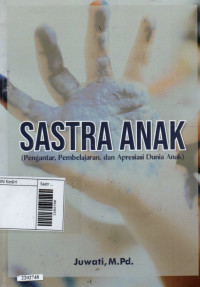 SASTRA ANAK
(Pengantar, Pembelajaran, dan Apresiasi Dunia Anak)
Juwati, M.Pd.